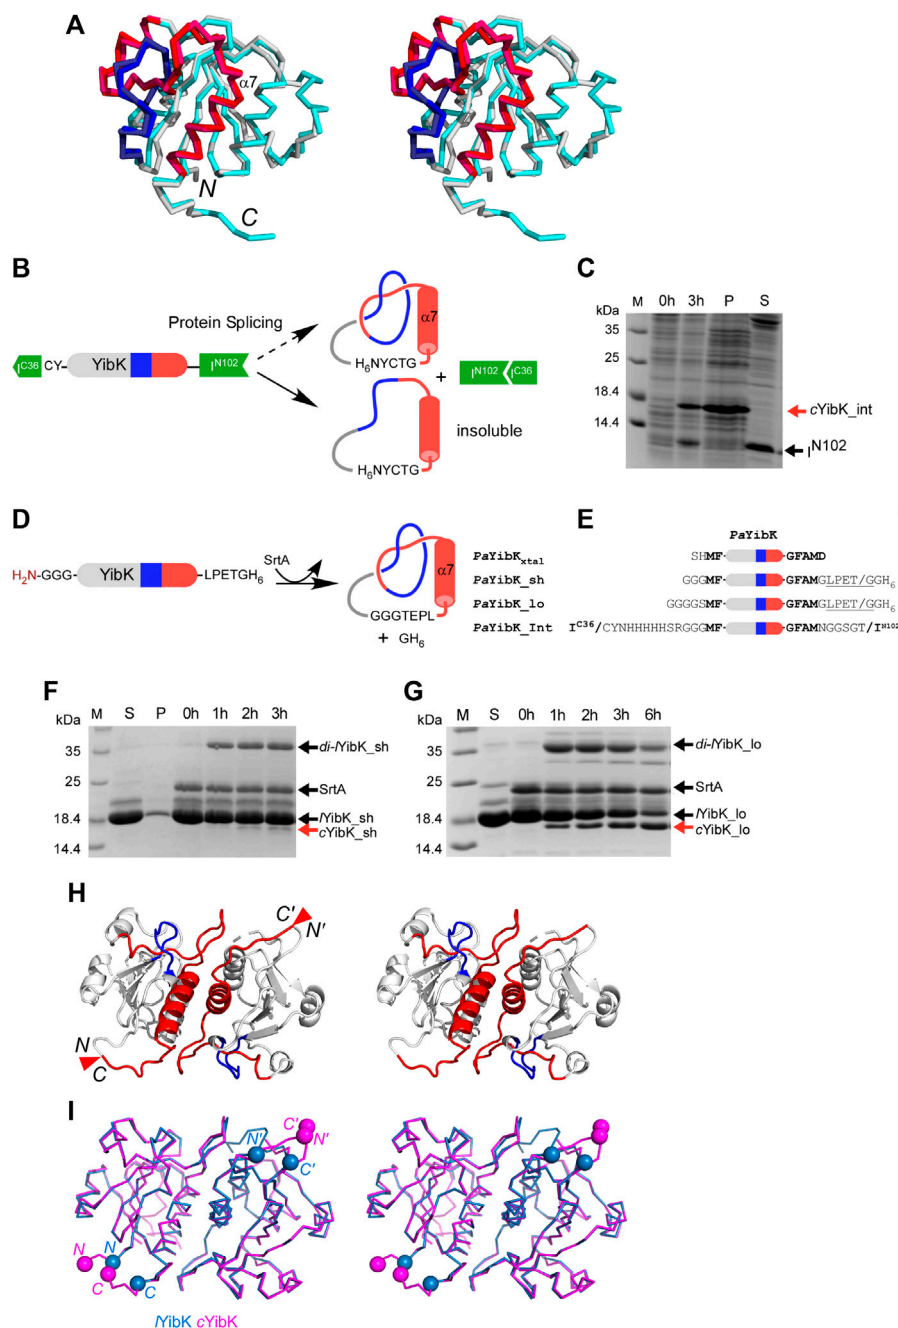 A
α7
N
C
B
Protein Splicing
I^C36 CY- YibK I^N102
α7
H₆NYCTG
+
I^N102 I^C36
insoluble
H₆NYCTG
C
kDa M 0h 3h P S
35
25
18.4
14.4
cYibK_int
I^N102
D
H₂N-GGG YibK -LPETGH₆
SrtA
α7
GGGTEPL
+ GH₆
E
PaYibK
PaYibK_xtal SHMF- -GFAMD
PaYibK_sh GGGMF- -GFAMGLPET/GGH₆
PaYibK_lo GGGGSMF- -GFAMGLPET/GGH₆
PaYibK_Int I^C36/CYNHHHHHSRGGGMF- -GFAMNGGSGT/I^N102
F
kDa M S P 0h 1h 2h 3h
35
25
18.4
14.4
di-lYibK_sh
SrtA
lYibK_sh
cYibK_sh
G
kDa M S 0h 1h 2h 3h 6h
35
25
18.4
14.4
di-lYibK_lo
SrtA
lYibK_lo
cYibK_lo
H
C'
N'
N
C
I
C'
N'
N'
C'
N
N
C
C
lYibK cYibK